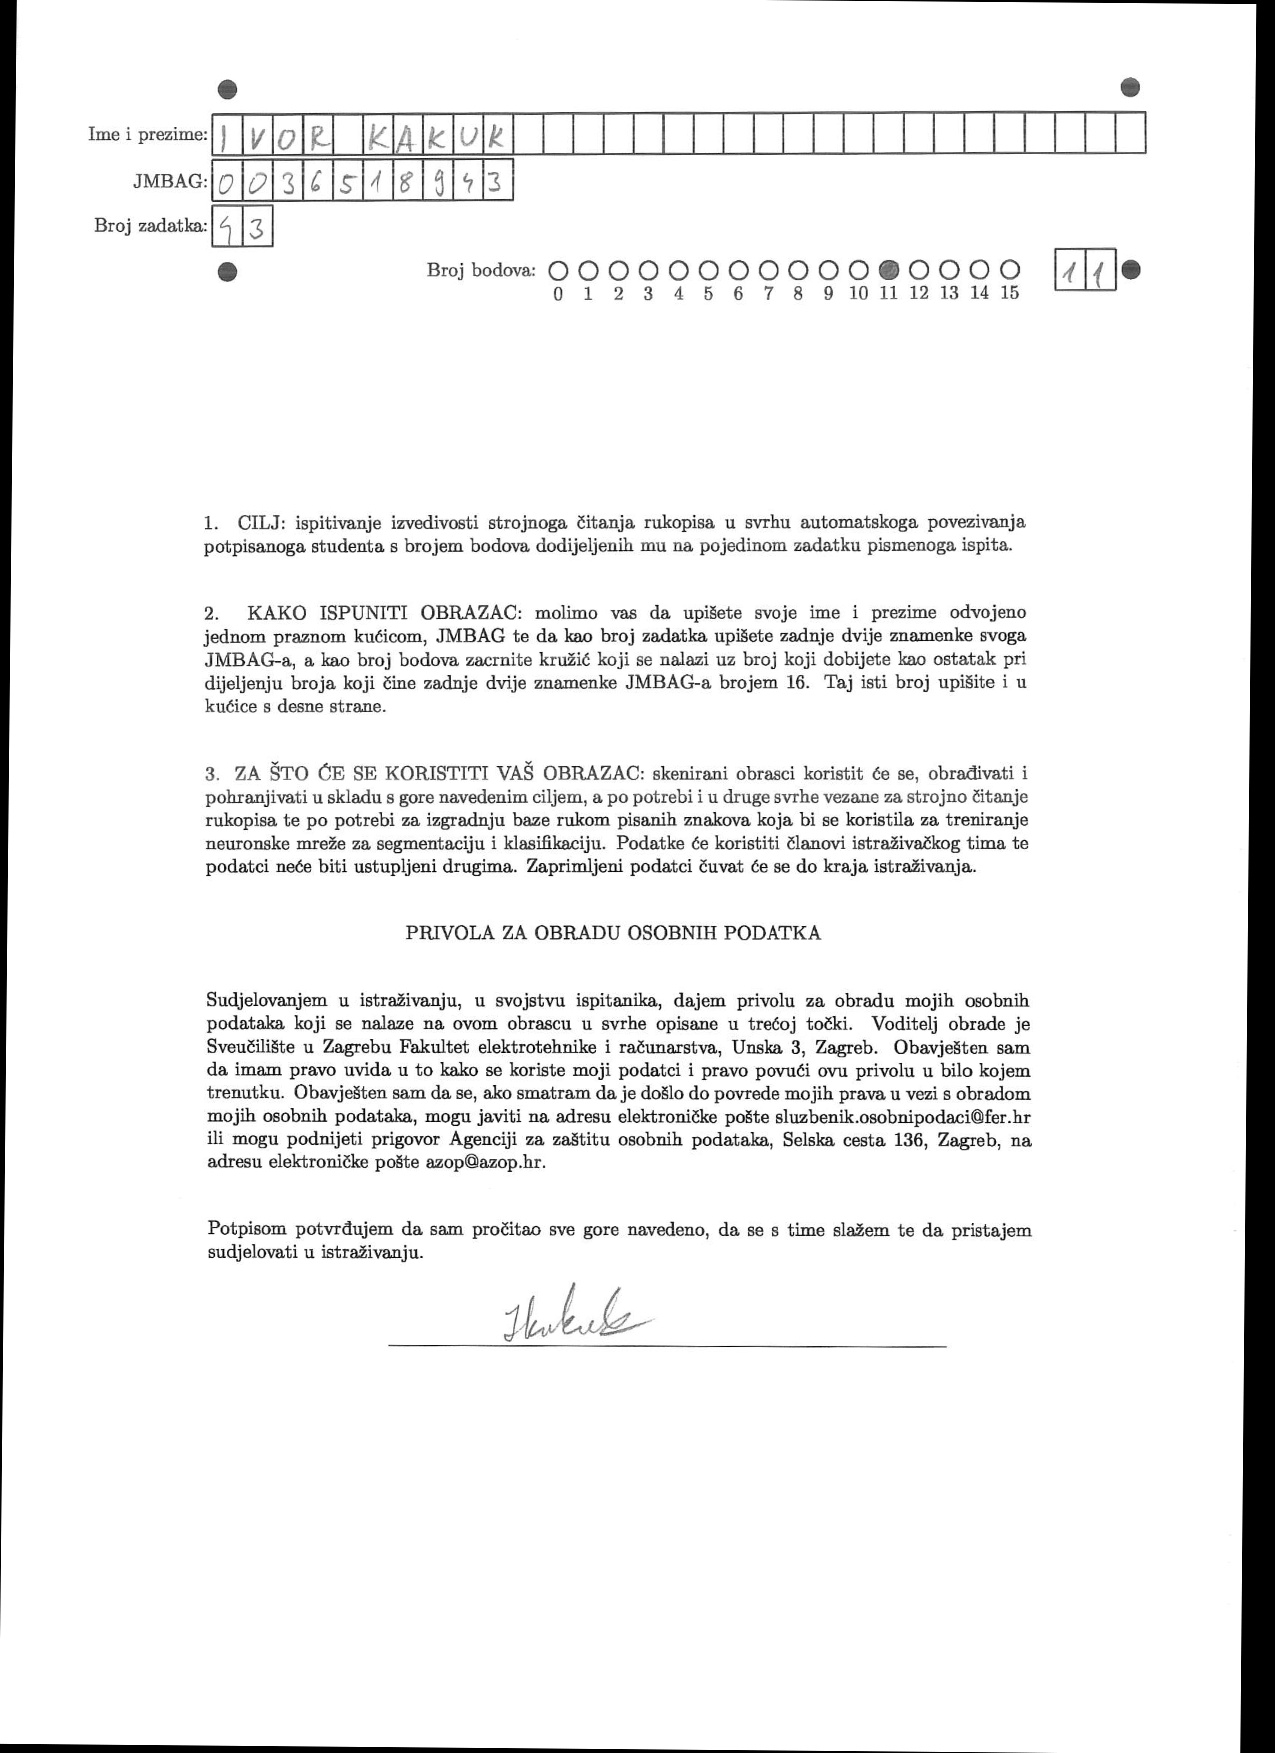 Ime i prezime: IVOR KAKUK
JMBAG: 0036518943
Broj zadatka: 43
Broj bodova: 11
0 1 2 3 4 5 6 7 8 9 10 11 12 13 14 15
1. CILJ: ispitivanje izvedivosti strojnoga čitanja rukopisa u svrhu automatskoga povezivanja
potpisanoga studenta s brojem bodova dodijeljenih mu na pojedinom zadatku pismenoga ispita.
2. KAKO ISPUNITI OBRAZAC: molimo vas da upišete svoje ime i prezime odvojeno
jednom praznom kućicom, JMBAG te da kao broj zadatka upišete zadnje dvije znamenke svoga
JMBAG-a, a kao broj bodova zacrnite kružić koji se nalazi uz broj koji dobijete kao ostatak pri
dijeljenju broja koji čine zadnje dvije znamenke JMBAG-a brojem 16. Taj isti broj upišite i u
kućice s desne strane.
3. ZA ŠTO ĆE SE KORISTITI VAŠ OBRAZAC: skenirani obrasci koristit će se, obrađivati i
pohranjivati u skladu s gore navedenim ciljem, a po potrebi i u druge svrhe vezane za strojno čitanje
rukopisa te po potrebi za izgradnju baze rukom pisanih znakova koja bi se koristila za treniranje
neuronske mreže za segmentaciju i klasifikaciju. Podatke će koristiti članovi istraživačkog tima te
podatci neće biti ustupljeni drugima. Zaprimljeni podatci čuvat će se do kraja istraživanja.
PRIVOLA ZA OBRADU OSOBNIH PODATKA
Sudjelovanjem u istraživanju, u svojstvu ispitanika, dajem privolu za obradu mojih osobnih
podataka koji se nalaze na ovom obrascu u svrhe opisane u trećoj točki. Voditelj obrade je
Sveučilište u Zagrebu Fakultet elektrotehnike i računarstva, Unska 3, Zagreb. Obavješten sam
da imam pravo uvida u to kako se koriste moji podatci i pravo povući ovu privolu u bilo kojem
trenutku. Obavješten sam da se, ako smatram da je došlo do povrede mojih prava u vezi s obradom
mojih osobnih podataka, mogu javiti na adresu elektroničke pošte sluzbenik.osobnipodaci@fer.hr
ili mogu podnijeti prigovor Agenciji za zaštitu osobnih podataka, Selska cesta 136, Zagreb, na
adresu elektroničke pošte azop@azop.hr.
Potpisom potvrđujem da sam pročitao sve gore navedeno, da se s time slažem te da pristajem
sudjelovati u istraživanju.
IKakuk